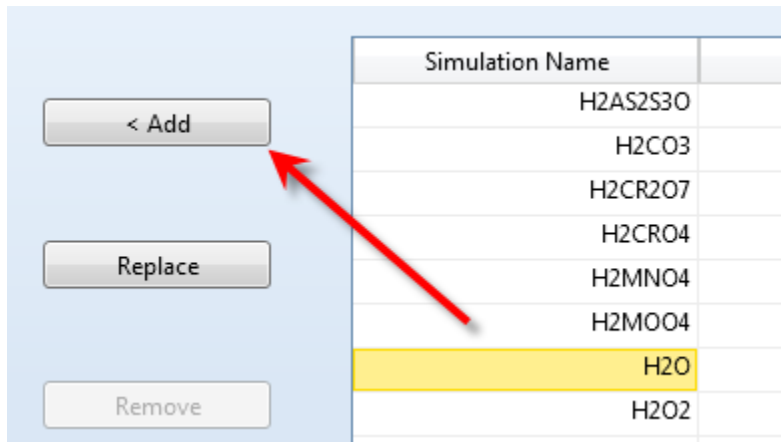 Simulation Name
< Add
H2AS2S3O
H2CO3
H2CR2O7
H2CRO4
Replace
H2MNO4
H2MOO4
H2O
Remove
H2O2